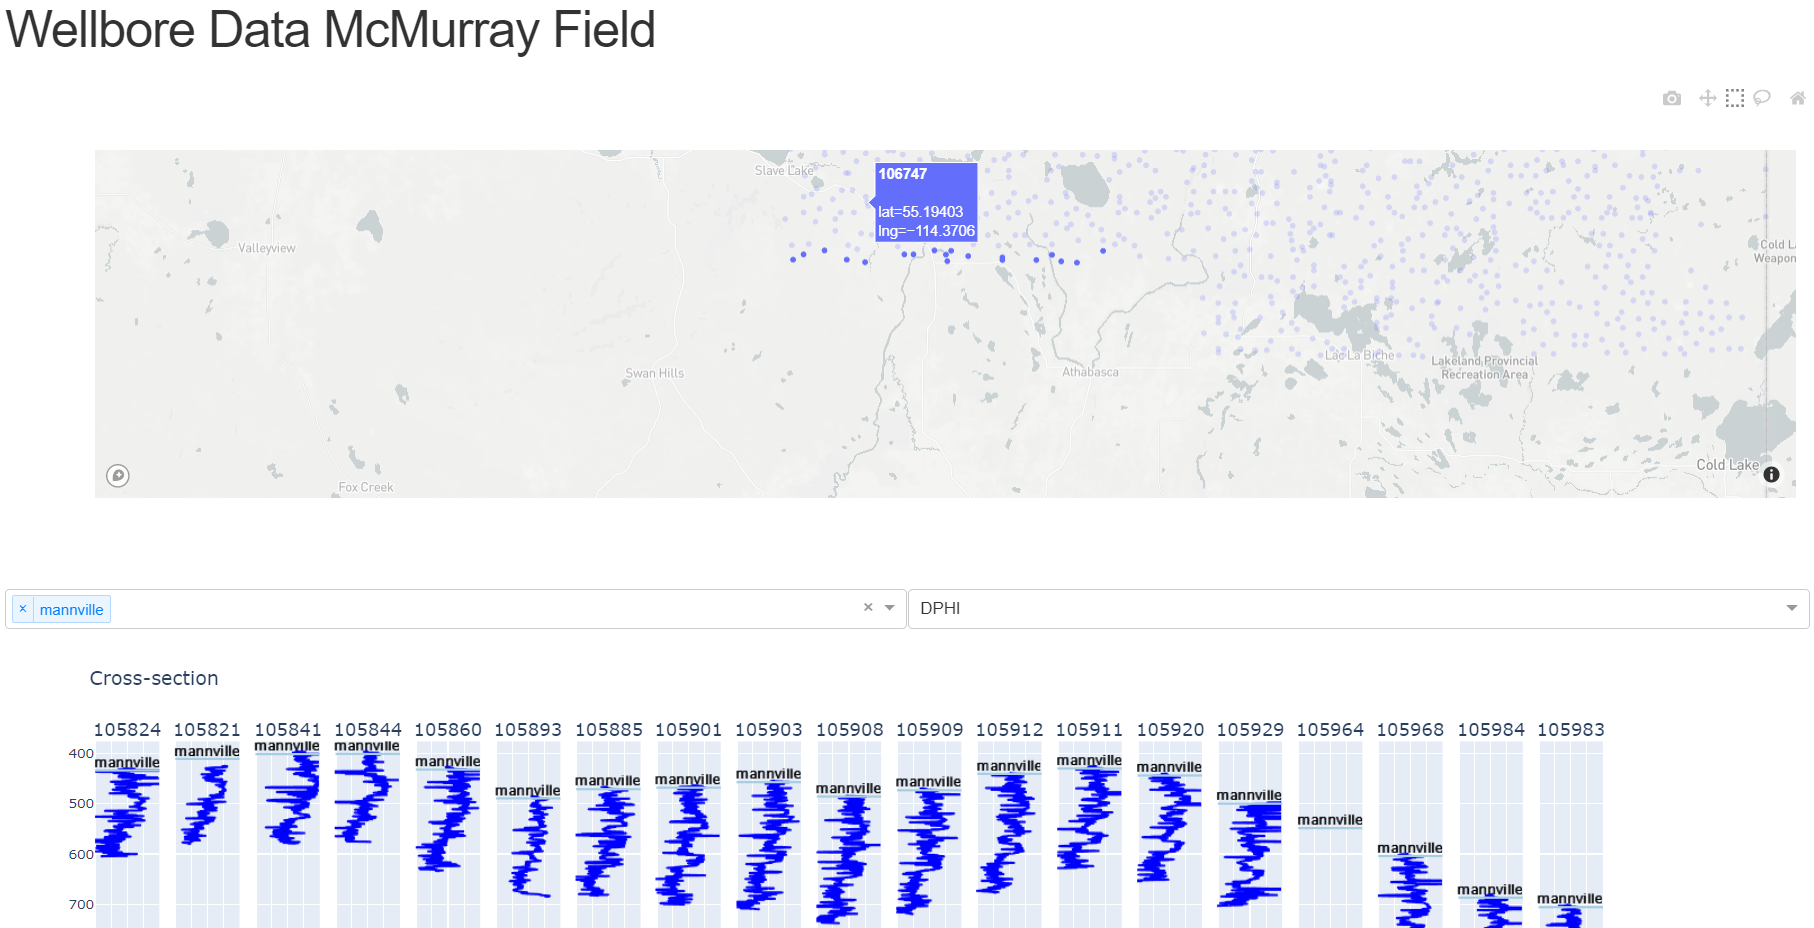 Wellbore Data McMurray Field
Slave Lake
106747
lat=55.19403
lng=−114.3706
Valleyview
Cold L
Weapon
Swan Hills
Athabasca
Lac La Biche
Lakeland Provincial
Recreation Area
Fox Creek
Cold Lake
× mannville
×
DPHI
Cross-section
105824 105821 105841 105844 105860 105893 105885 105901 105903 105908 105909 105912 105911 105920 105929 105964 105968 105984 105983
mannville mannville mannville mannville mannville mannville mannville mannville mannville mannville mannville mannville mannville mannville mannville mannville mannville mannville mannville
400
500
600
700